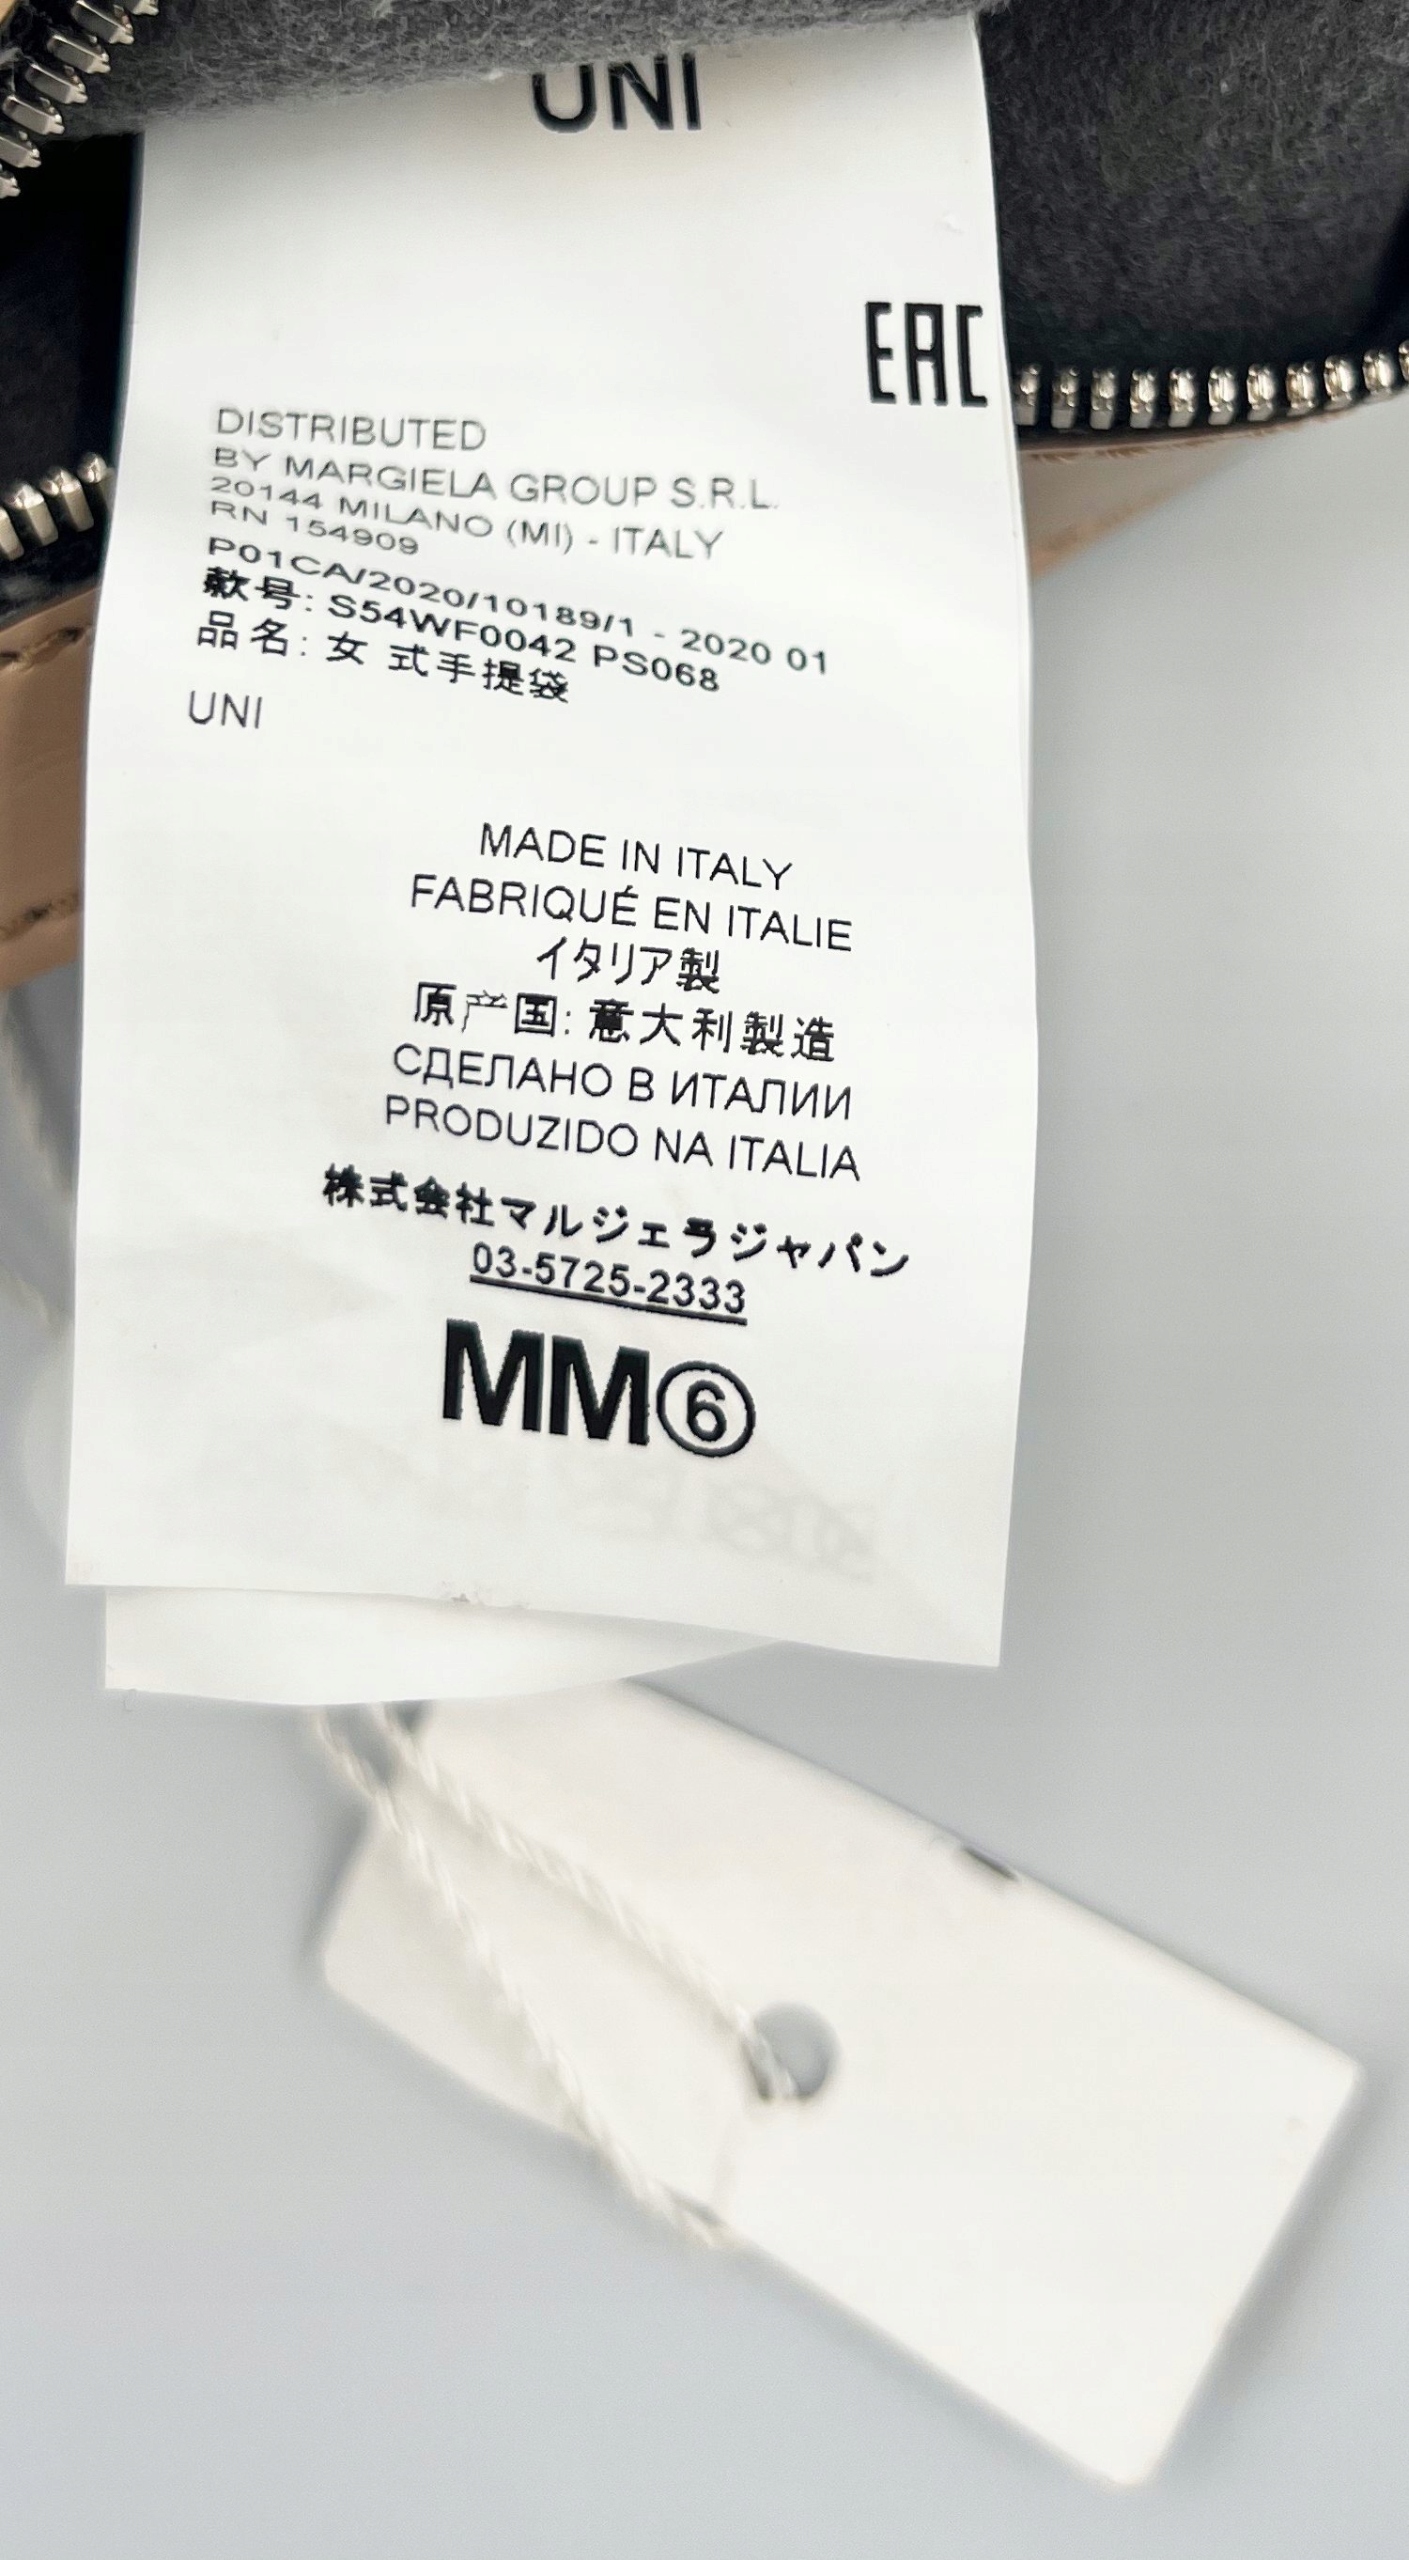 UNI
EAC
DISTRIBUTED
BY MARGIELA GROUP S.R.L.
20144 MILANO (MI) - ITALY
RN 154909
P01CA/2020/10189/1 - 2020 01
款号: S54WF0042 PS068
品名: 女 式手提袋
UNI
MADE IN ITALY
FABRIQUÉ EN ITALIE
イタリア製
原产国: 意大利製造
СДЕЛАНО В ИТАЛИИ
PRODUZIDO NA ITALIA
株式会社マルジェラジャパン
03-5725-2333
MM⑥